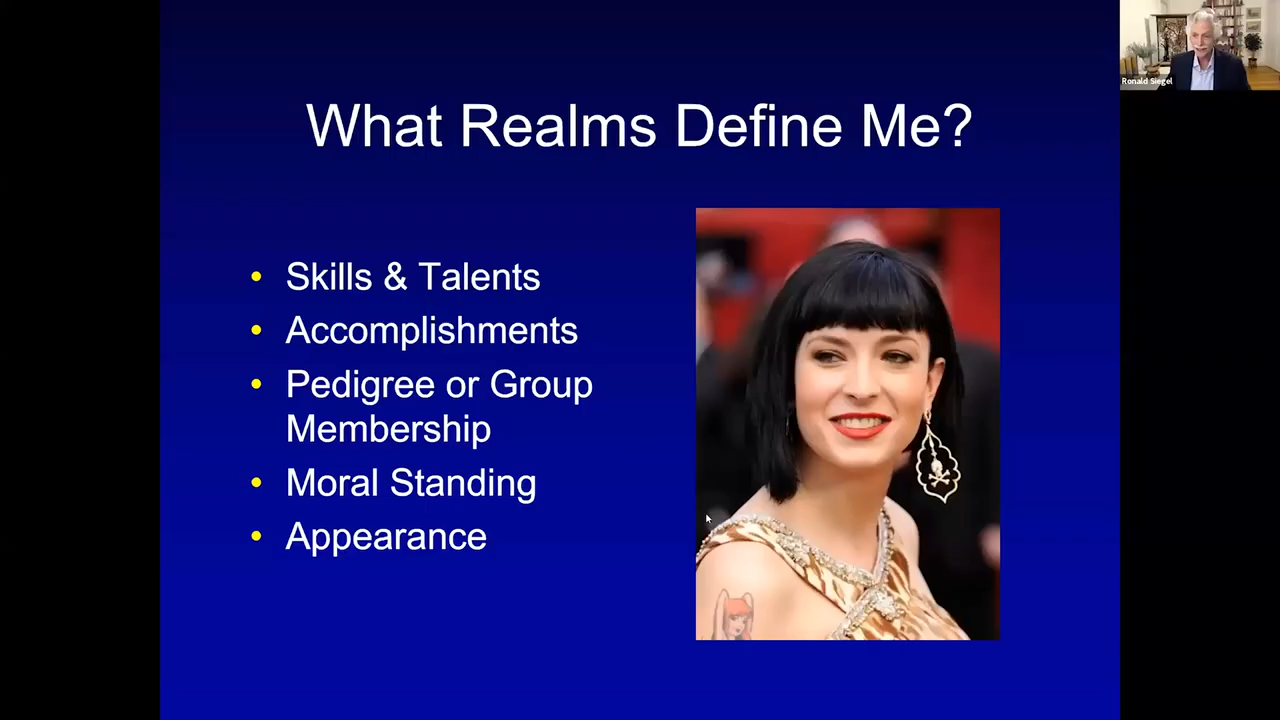 Ronald Siegel
What Realms Define Me?
• Skills & Talents
• Accomplishments
• Pedigree or Group
Membership
• Moral Standing
• Appearance